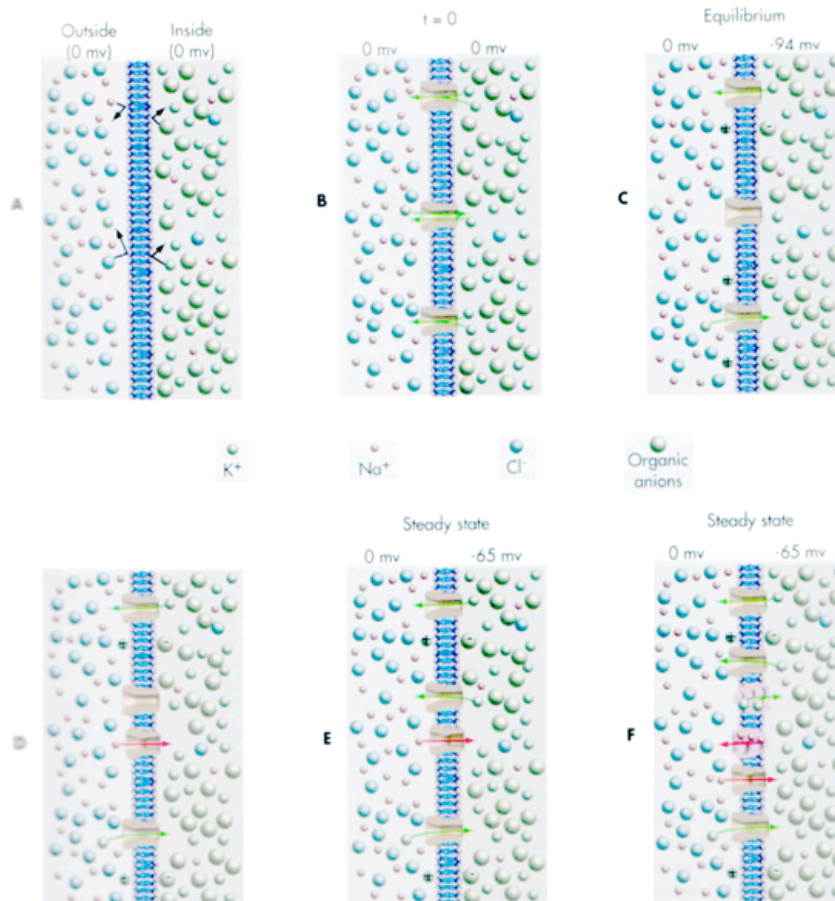 Outside Inside
(0 mv) (0 mv)
t = 0
0 mv 0 mv
Equilibrium
0 mv -94 mv
A
B
C
K+
Na+
Cl-
Organic
anions
Steady state
0 mv -65 mv
Steady state
0 mv -65 mv
D
E
F